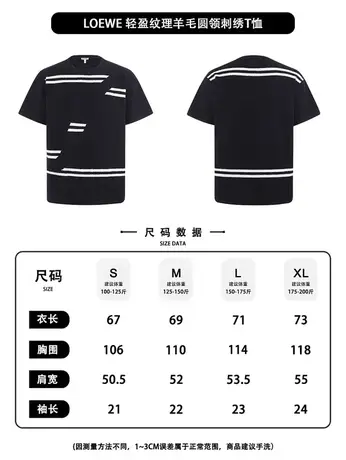 LOEWE 轻盈纹理羊毛圆领刺绣T恤
尺码数据
SIZE DATA
尺码 S M L XL
SIZE 建议体重 建议体重 建议体重 建议体重
100-125斤 125-150斤 150-175斤 175-200斤
衣长 67 69 71 73
胸围 106 110 114 118
肩宽 50.5 52 53.5 55
袖长 21 22 23 24
(因测量方法不同，1~3CM误差属于正常范围，商品建议手洗)